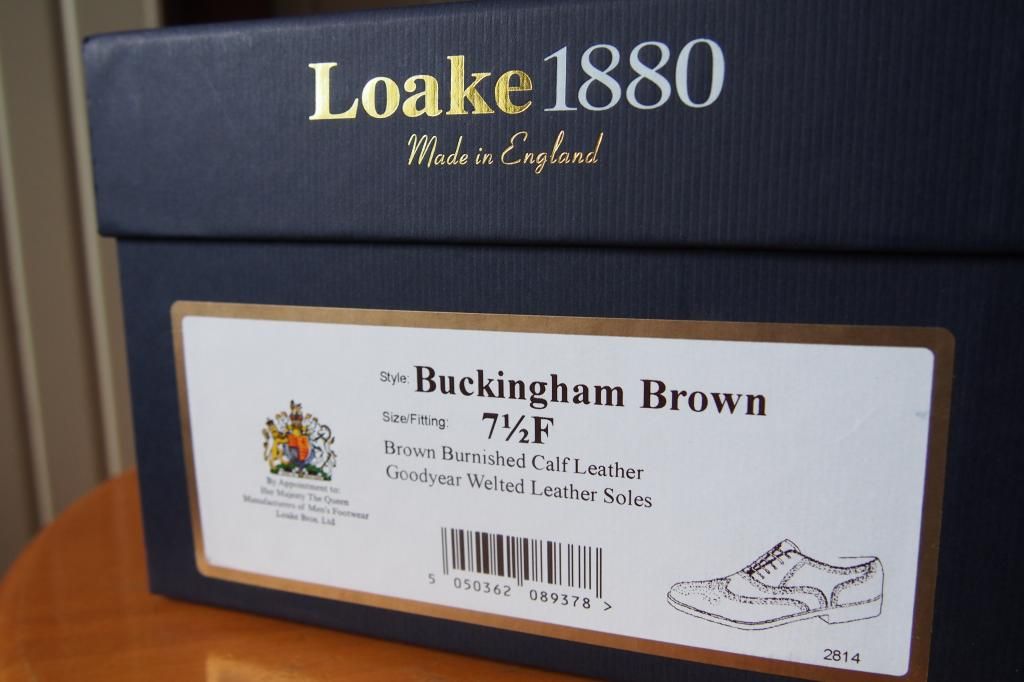 Loake 1880
Made in England
Style: Buckingham Brown
Size/Fitting: 7½F
Brown Burnished Calf Leather
Goodyear Welted Leather Soles
By Appointment to:
Her Majesty The Queen
Manufacturers of Men's Footwear
Loake Bros. Ltd
5 050362 089378 >
2814